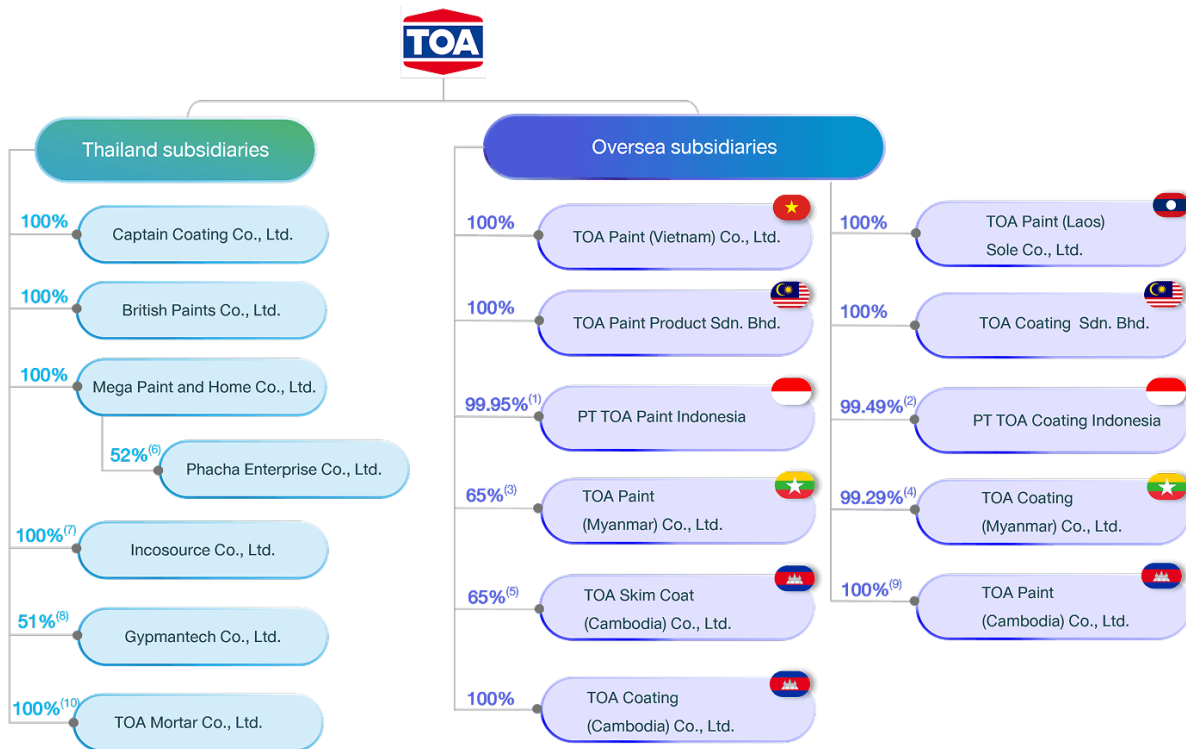 TOA
Thailand subsidiaries
100%
Captain Coating Co., Ltd.
100%
British Paints Co., Ltd.
100%
Mega Paint and Home Co., Ltd.
52%(6)
Phacha Enterprise Co., Ltd.
100%(7)
Incosource Co., Ltd.
51%(8)
Gypmantech Co., Ltd.
100%(10)
TOA Mortar Co., Ltd.
Oversea subsidiaries
100%
TOA Paint (Vietnam) Co., Ltd.
100%
TOA Paint Product Sdn. Bhd.
99.95%(1)
PT TOA Paint Indonesia
65%(3)
TOA Paint
(Myanmar) Co., Ltd.
65%(5)
TOA Skim Coat
(Cambodia) Co., Ltd.
100%
TOA Coating
(Cambodia) Co., Ltd.
100%
TOA Paint (Laos)
Sole Co., Ltd.
100%
TOA Coating Sdn. Bhd.
99.49%(2)
PT TOA Coating Indonesia
99.29%(4)
TOA Coating
(Myanmar) Co., Ltd.
100%(9)
TOA Paint
(Cambodia) Co., Ltd.